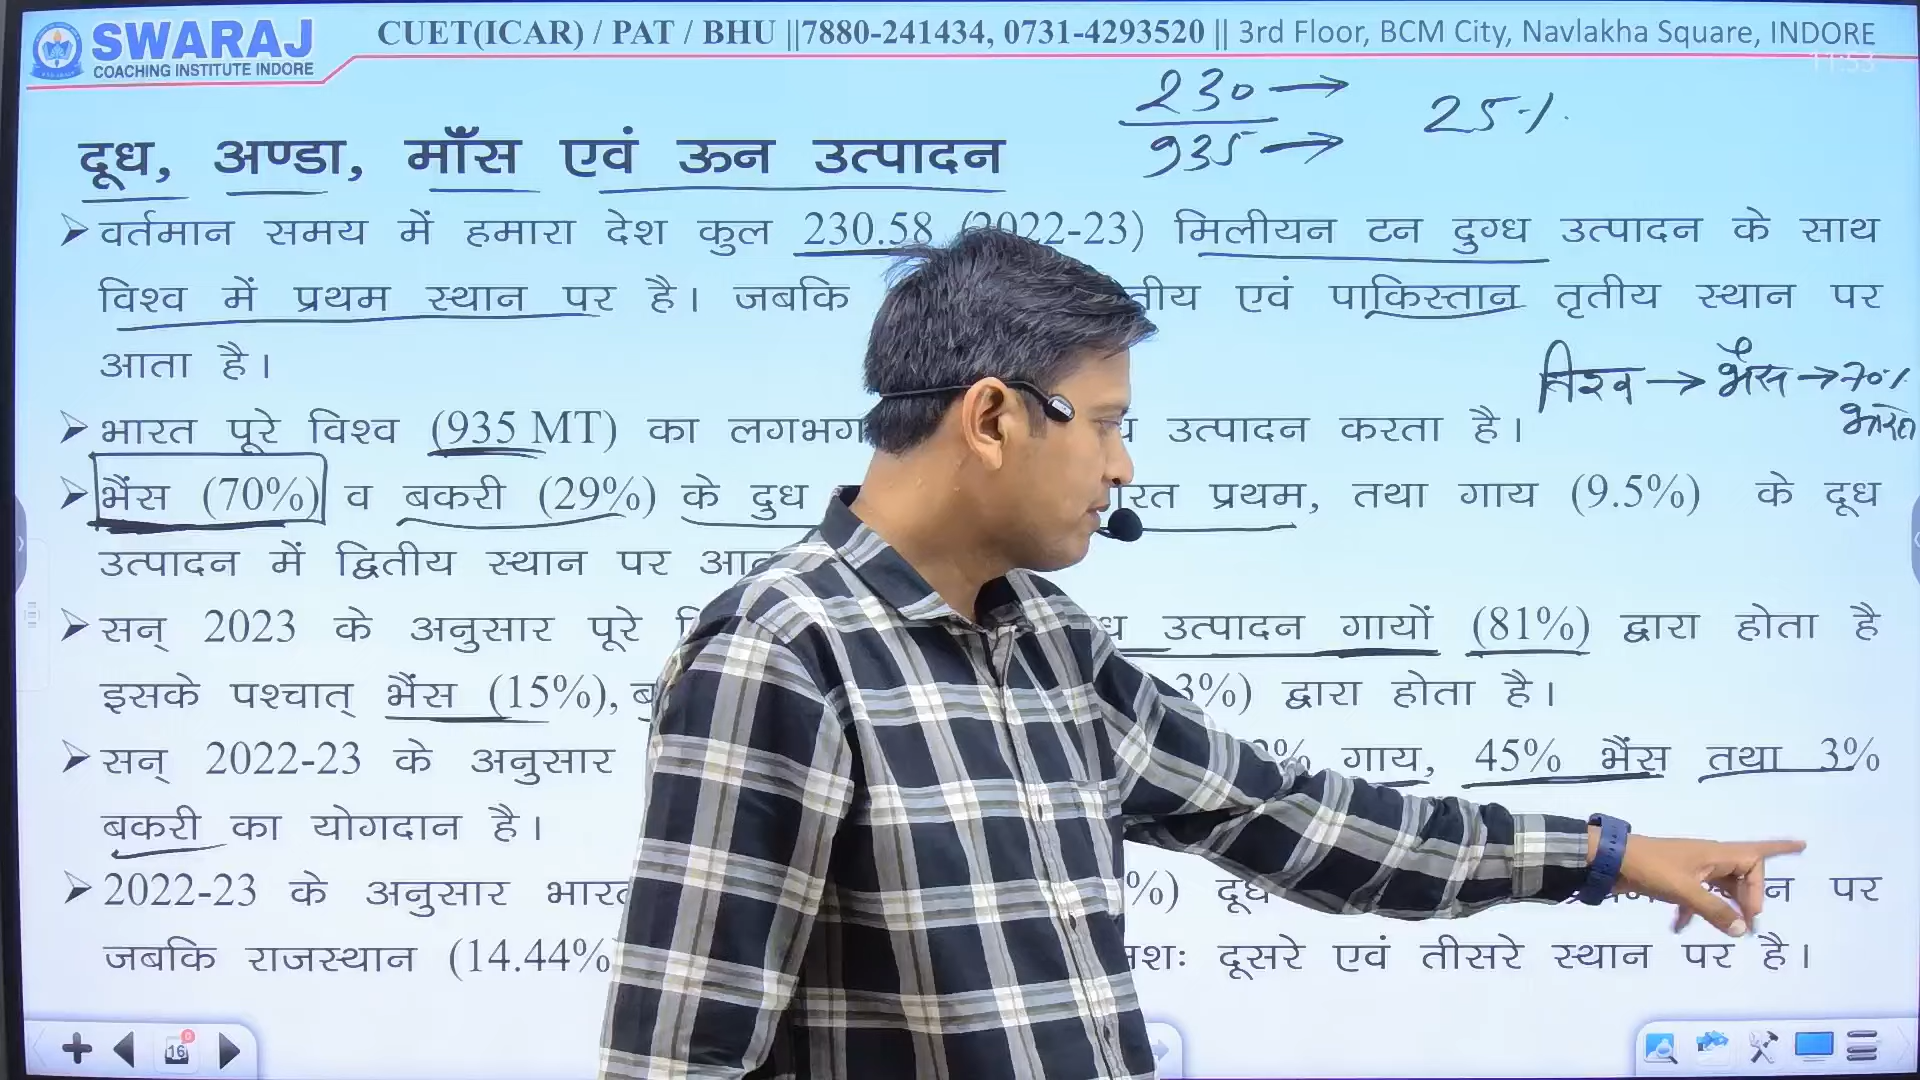 SWARAJ
COACHING INSTITUTE INDORE
CUET(ICAR) / PAT / BHU ||7880-241434, 0731-4293520 || 3rd Floor, BCM City, Navlakha Square, INDORE
11:53
230 →
935 →
25%
दूध, अण्डा, माँस एवं ऊन उत्पादन
➢ वर्तमान समय में हमारा देश कुल 230.58 (2022-23) मिलीयन टन दुग्ध उत्पादन के साथ
विश्व में प्रथम स्थान पर है। जबकि एवं पाकिस्तान तृतीय स्थान पर
आता है।
विश्व → भैंस → 70%
भारत
➢ भारत पूरे विश्व (935 MT) का लगभग उत्पादन करता है।
➢ भैंस (70%) व बकरी (29%) के दुध प्रथम, तथा गाय (9.5%) के दूध
उत्पादन में द्वितीय स्थान पर
➢ सन् 2023 के अनुसार पूरे उत्पादन गायों (81%) द्वारा होता है
इसके पश्चात् भैंस (15%), 3%) द्वारा होता है।
➢ सन् 2022-23 के अनुसार गाय, 45% भैंस तथा 3%
बकरी का योगदान है।
➢ 2022-23 के अनुसार %) पर
जबकि राजस्थान (14.44% दूसरे एवं तीसरे स्थान पर है।
16
0